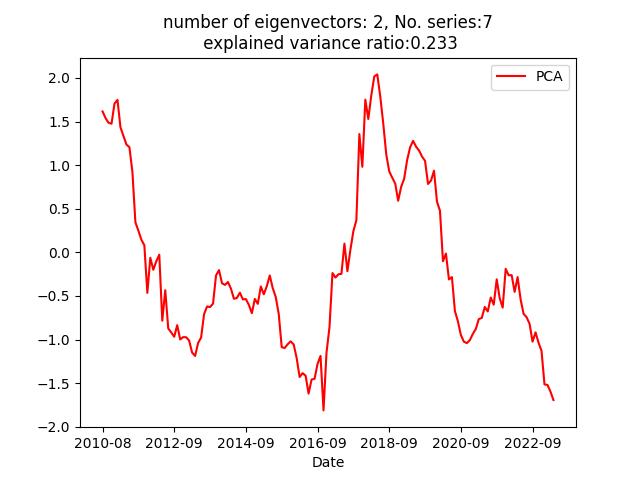 number of eigenvectors: 2, No. series:7
explained variance ratio:0.233
PCA
2.0
1.5
1.0
0.5
0.0
−0.5
−1.0
−1.5
−2.0
2010-08 2012-09 2014-09 2016-09 2018-09 2020-09 2022-09
Date